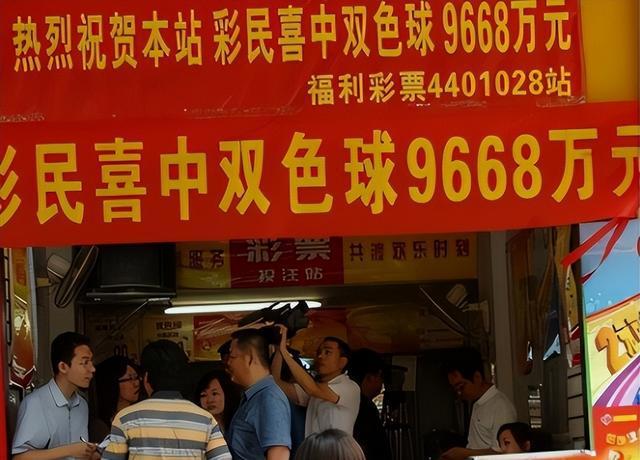 热烈祝贺本站 彩民喜中双色球 9668万元
福利彩票4401028站
彩民喜中双色球9668万元
彩票 共渡欢乐时刻
服务 投注站